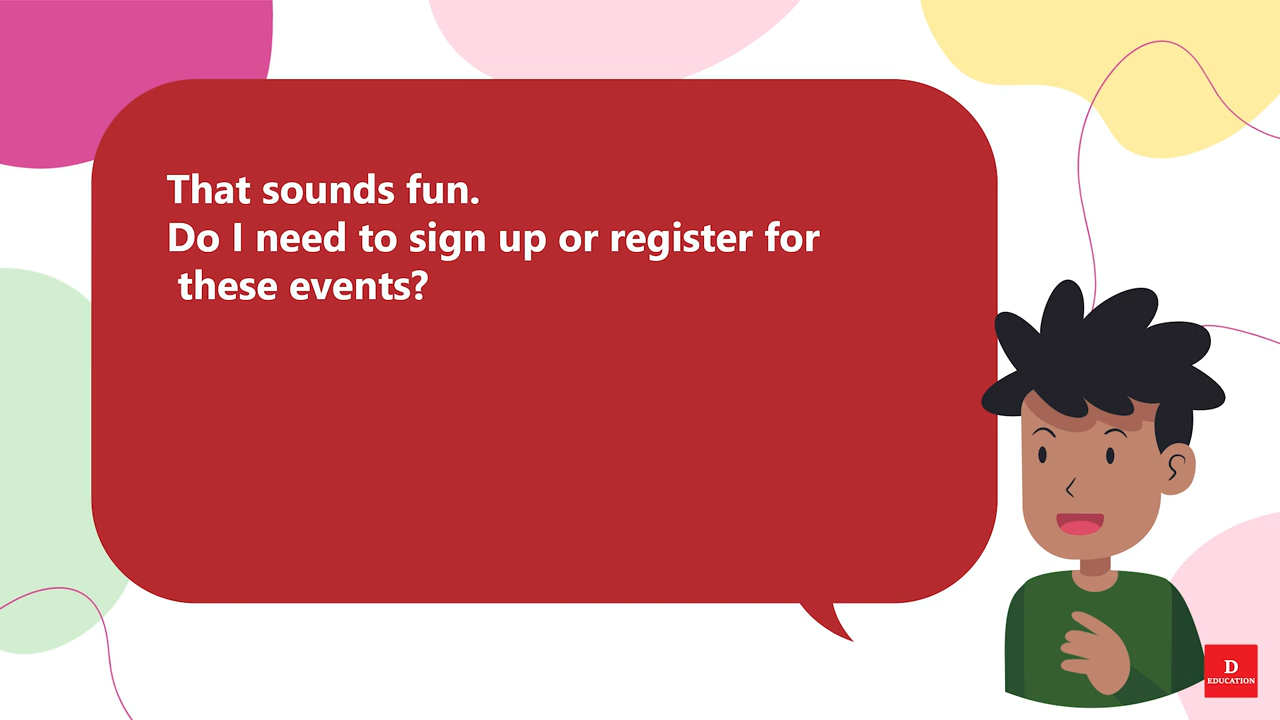 That sounds fun.
Do I need to sign up or register for
these events?
D
EDUCATION